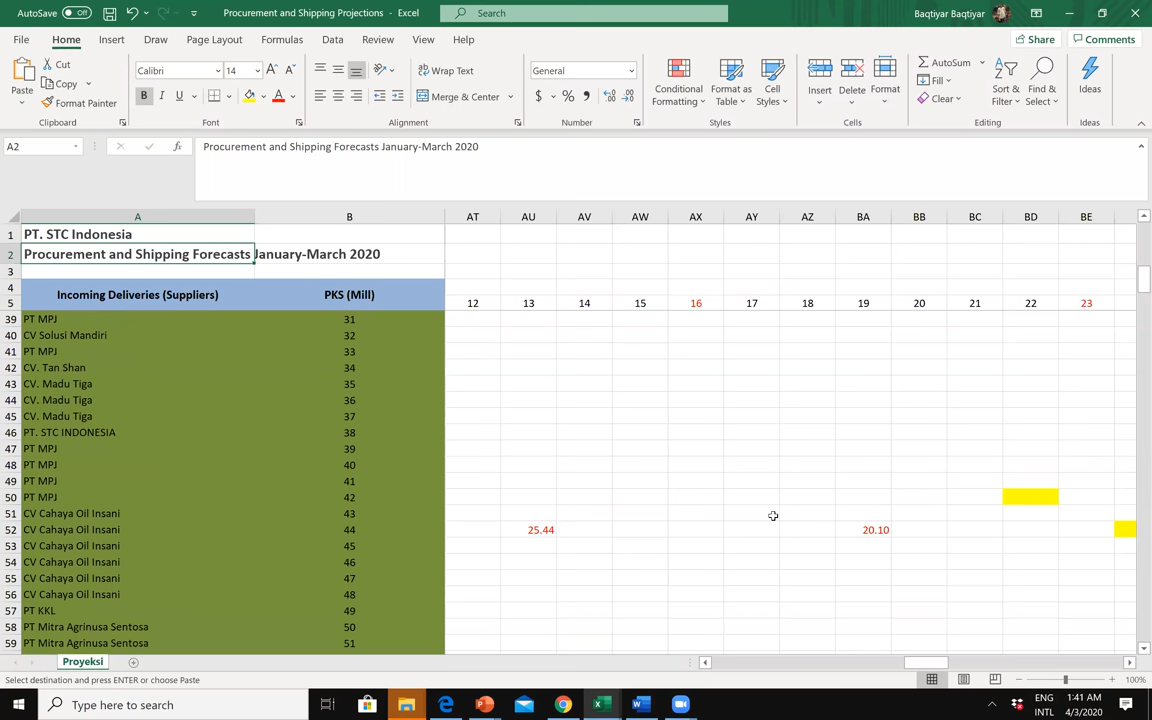 AutoSave Off Procurement and Shipping Projections - Excel Search Baqtiyar Baqtiyar
File Home Insert Draw Page Layout Formulas Data Review View Help Share Comments
Paste Cut Copy Format Painter Clipboard
Calibri 14 A A B I U A Font
Wrap Text Merge & Center Alignment
General $ % , Number
Conditional Formatting Format as Table Cell Styles Styles
Insert Delete Format Cells
AutoSum Fill Clear Sort & Filter Find & Select Editing
Ideas Ideas
A2 fx Procurement and Shipping Forecasts January-March 2020
A B AT AU AV AW AX AY AZ BA BB BC BD BE
1 PT. STC Indonesia
2 Procurement and Shipping Forecasts January-March 2020
3
4 Incoming Deliveries (Suppliers) PKS (Mill)
5 12 13 14 15 16 17 18 19 20 21 22 23
39 PT MPJ 31
40 CV Solusi Mandiri 32
41 PT MPJ 33
42 CV. Tan Shan 34
43 CV. Madu Tiga 35
44 CV. Madu Tiga 36
45 CV. Madu Tiga 37
46 PT. STC INDONESIA 38
47 PT MPJ 39
48 PT MPJ 40
49 PT MPJ 41
50 PT MPJ 42
51 CV Cahaya Oil Insani 43
52 CV Cahaya Oil Insani 44 25.44 20.10
53 CV Cahaya Oil Insani 45
54 CV Cahaya Oil Insani 46
55 CV Cahaya Oil Insani 47
56 CV Cahaya Oil Insani 48
57 PT KKL 49
58 PT Mitra Agrinusa Sentosa 50
59 PT Mitra Agrinusa Sentosa 51
Proyeksi
Select destination and press ENTER or choose Paste 100%
Type here to search ENG INTL 1:41 AM 4/3/2020